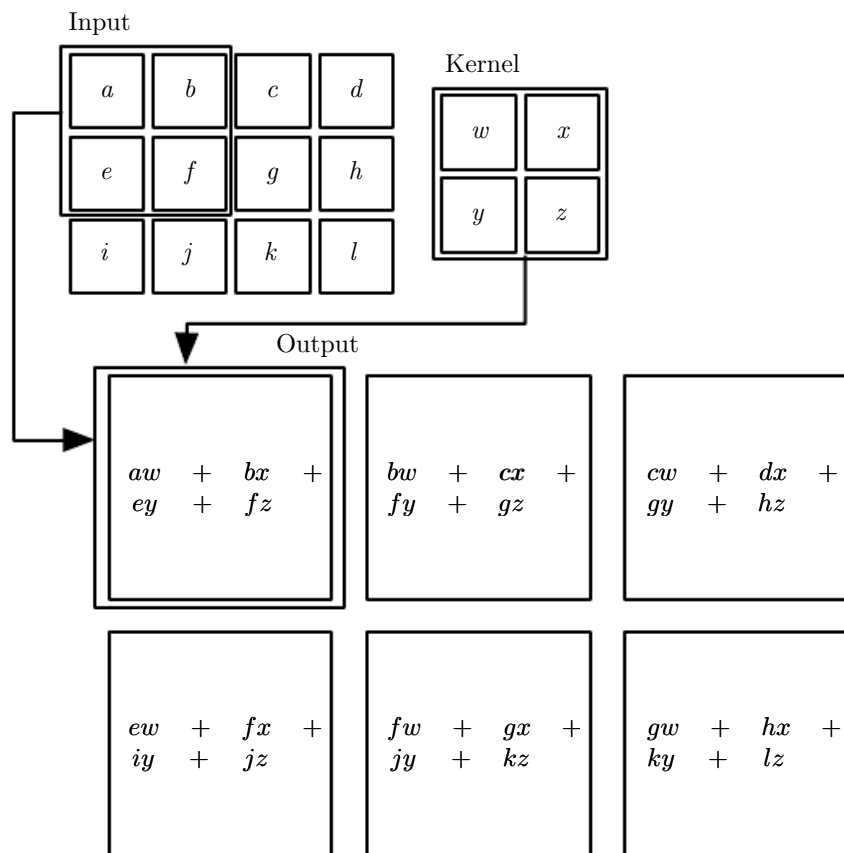 Input
Kernel
a b c d
w x
e f g h
y z
i j k l
Output
aw + bx +
ey + fz
bw + cx +
fy + gz
cw + dx +
gy + hz
ew + fx +
iy + jz
fw + gx +
jy + kz
gw + hx +
ky + lz